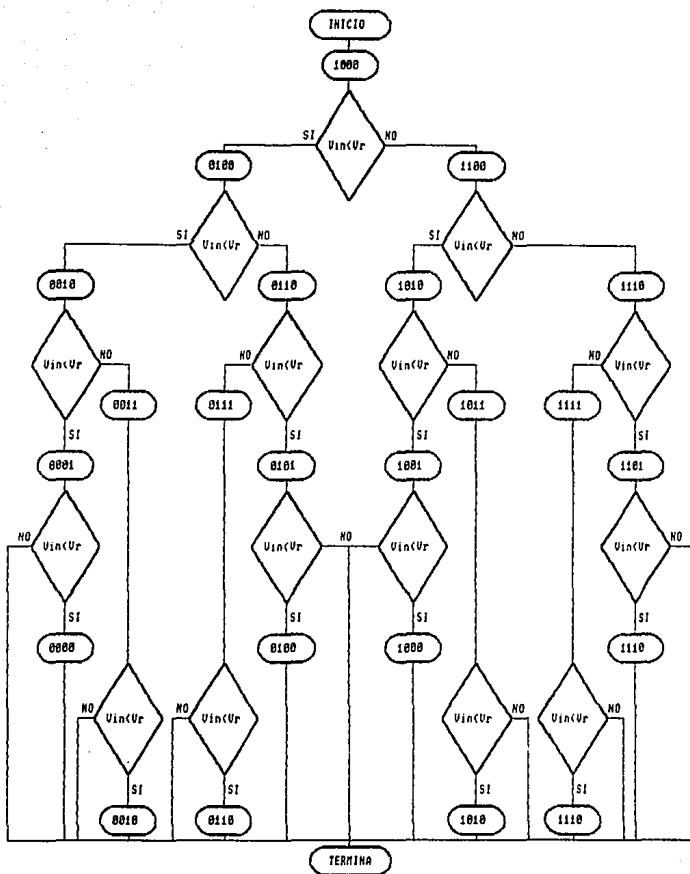 INICIO
1000
SI Vin<Vr NO
0100 1100
SI Vin<Vr NO SI Vin<Vr NO
0010 0110 1010 1110
Vin<Vr NO NO Vin<Vr Vin<Vr NO NO Vin<Vr
0011 0111 1011 1111
SI SI SI SI
0001 0101 1001 1101
NO Vin<Vr Vin<Vr NO Vin<Vr Vin<Vr NO
SI SI SI SI
0000 0100 1000 1110
NO Vin<Vr NO Vin<Vr Vin<Vr NO Vin<Vr NO
SI SI SI SI
0010 0110 1010 1110
TERMINA